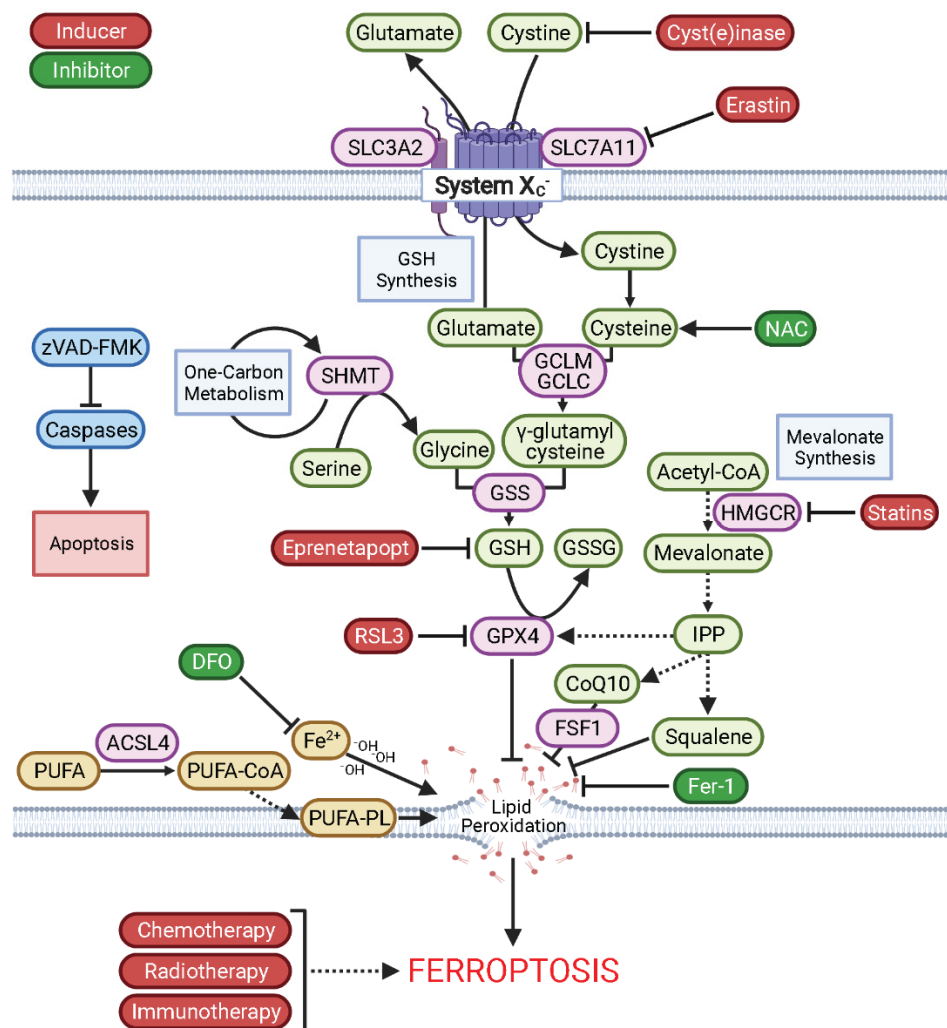 Inducer
Inhibitor
Glutamate
Cystine
Cyst(e)inase
Erastin
SLC3A2
SLC7A11
System Xc-
GSH
Synthesis
Cystine
Glutamate
Cysteine
NAC
zVAD-FMK
One-Carbon
Metabolism
SHMT
GCLM
GCLC
Caspases
Serine
Glycine
γ-glutamyl
cysteine
Mevalonate
Synthesis
Acetyl-CoA
GSS
HMGCR
Statins
Apoptosis
Eprenetapopt
GSH
GSSG
Mevalonate
RSL3
GPX4
IPP
DFO
CoQ10
FSF1
Squalene
Fe2+
-OH
-OH
-OH
ACSL4
PUFA
PUFA-CoA
Fer-1
PUFA-PL
Lipid
Peroxidation
Chemotherapy
Radiotherapy
Immunotherapy
FERROPTOSIS